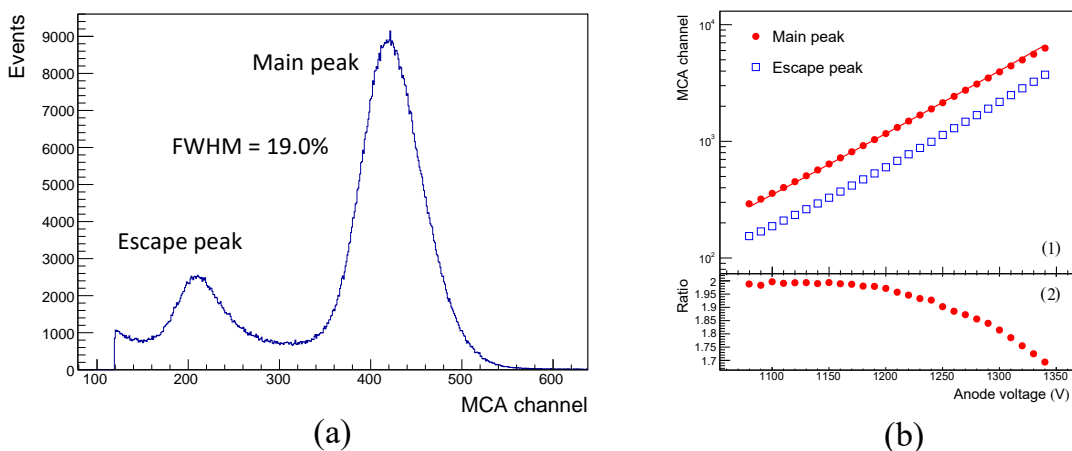 Events
9000
8000
7000
6000
5000
4000
3000
2000
1000
0
Main peak
FWHM = 19.0%
Escape peak
100 200 300 400 500 600
MCA channel
(a)
MCA channel
10⁴
10³
10²
Main peak
Escape peak
(1)
Ratio
2
1.95
1.9
1.85
1.8
1.75
1.7
(2)
1100 1150 1200 1250 1300 1350
Anode voltage (V)
(b)